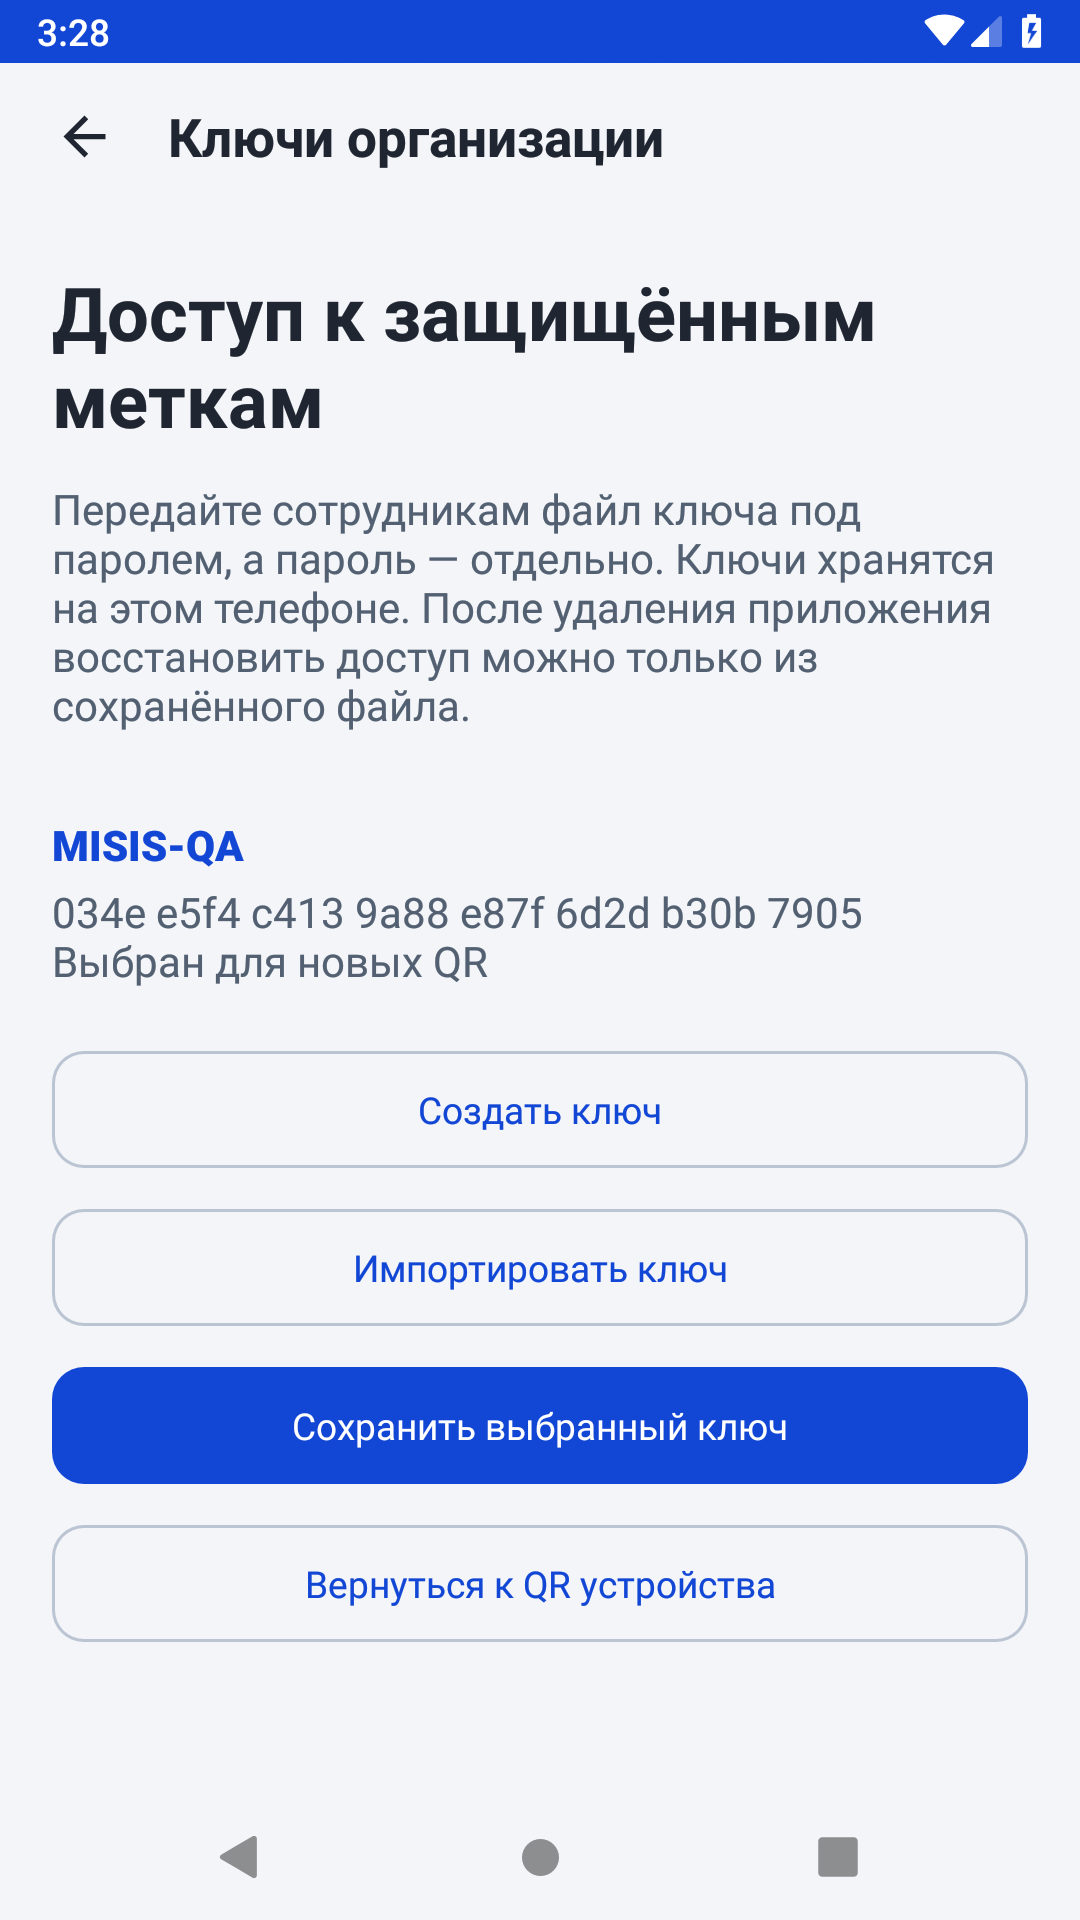 3:28
Ключи организации
Доступ к защищённым
меткам
Передайте сотрудникам файл ключа под
паролем, а пароль — отдельно. Ключи хранятся
на этом телефоне. После удаления приложения
восстановить доступ можно только из
сохранённого файла.
MISIS-QA
034e e5f4 c413 9a88 e87f 6d2d b30b 7905
Выбран для новых QR
Создать ключ
Импортировать ключ
Сохранить выбранный ключ
Вернуться к QR устройства